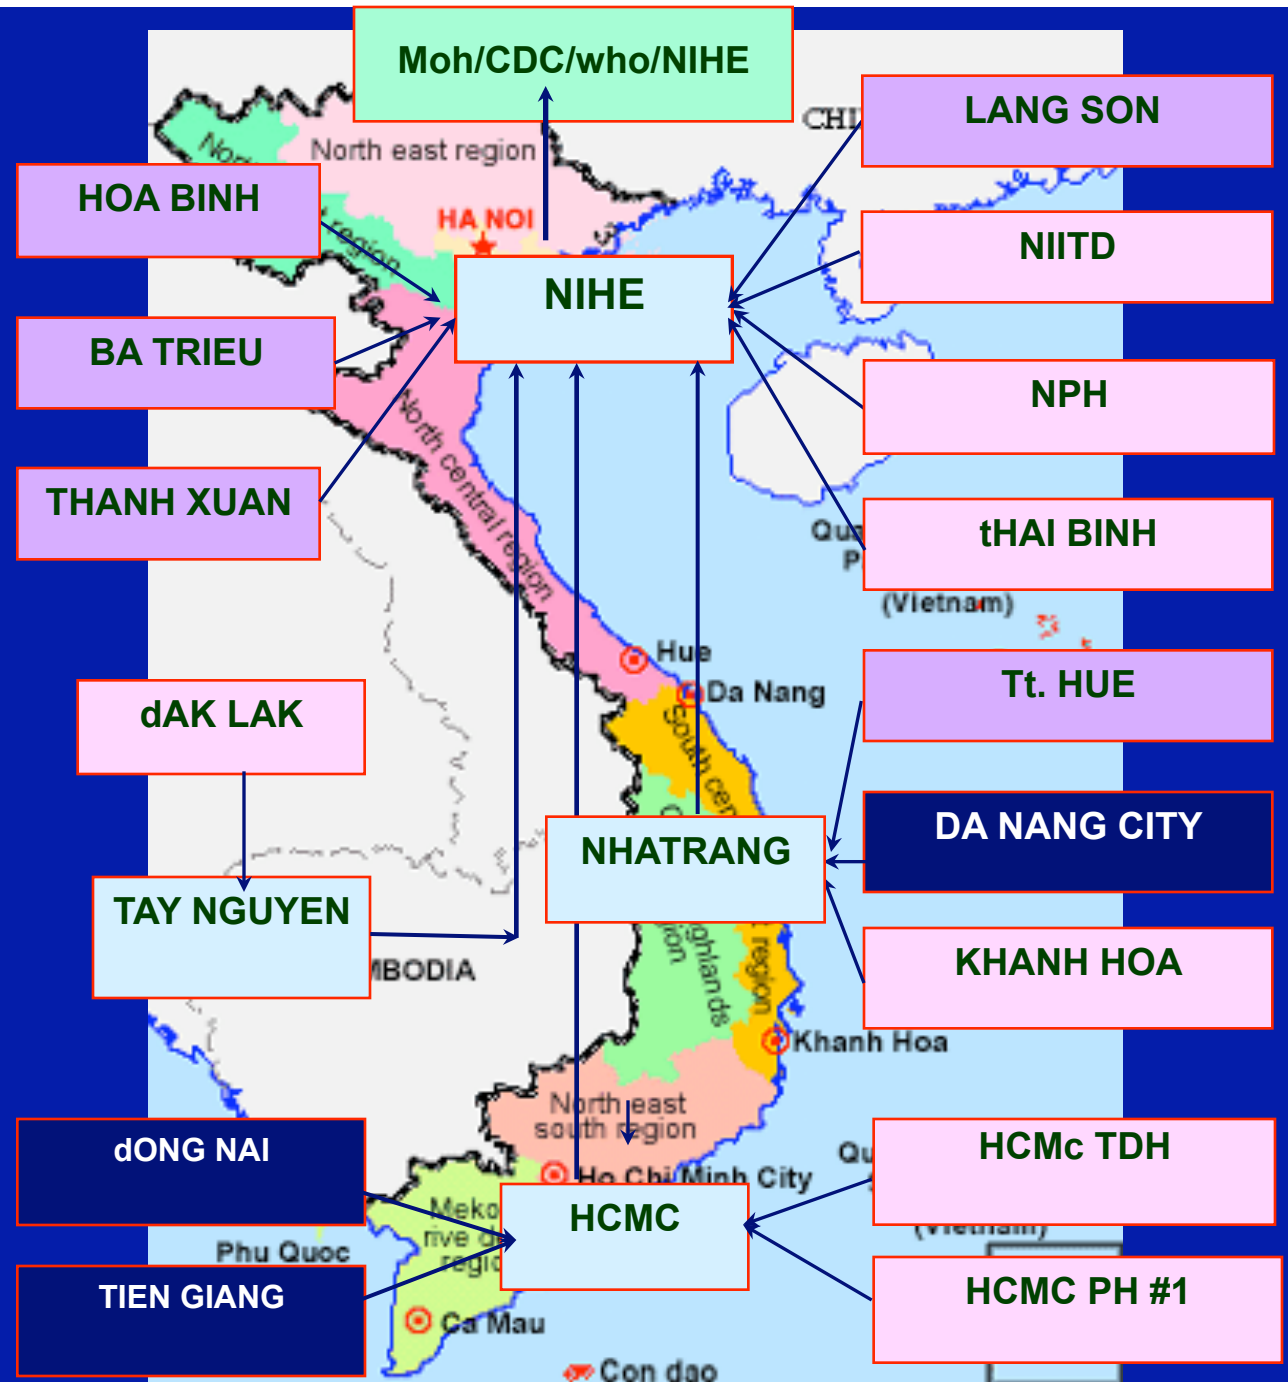 Moh/CDC/who/NIHE
LANG SON
North east region
HOA BINH
region
HA NOI
NIITD
NIHE
BA TRIEU
NPH
North central region
THANH XUAN
tHAI BINH
(Vietnam)
Hue
Tt. HUE
Da Nang
dAK LAK
DA NANG CITY
NHATRANG
TAY NGUYEN
KHANH HOA
region
Khanh Hoa
North east
south region
dONG NAI
HCMc TDH
Ho Chi Minh City
HCMC
(Vietnam)
Phu Quoc
TIEN GIANG
HCMC PH #1
Ca Mau
Con dao